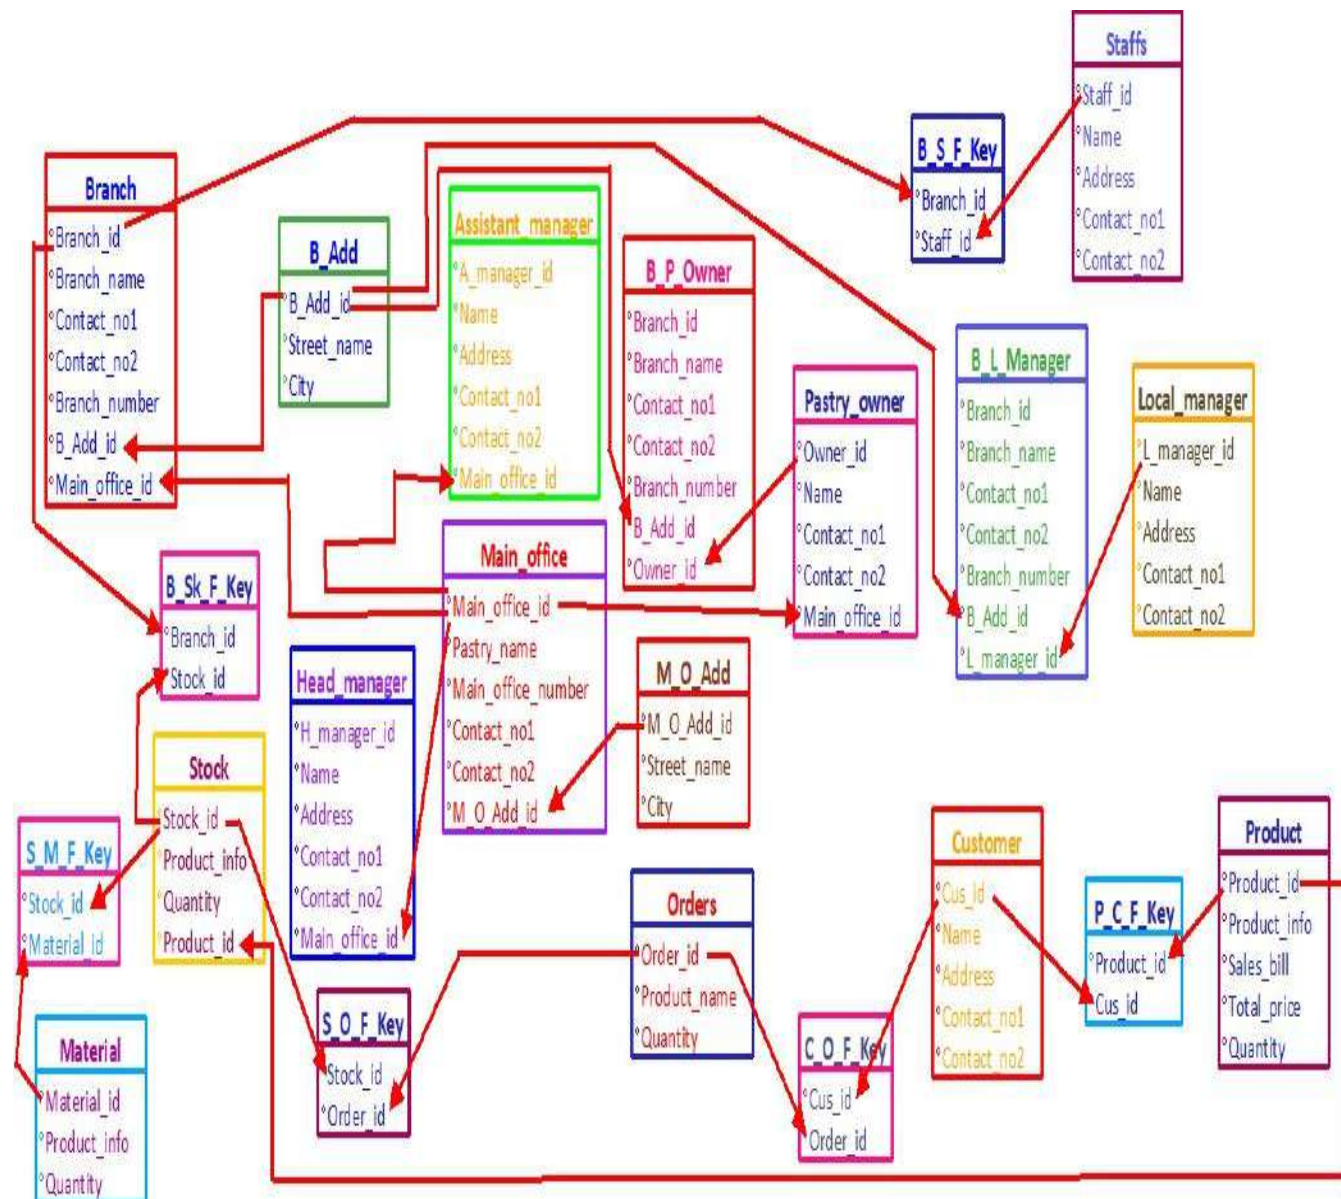 Staffs
°Staff_id
°Name
°Address
°Contact_no1
°Contact_no2
B_S_F_Key
°Branch_id
°Staff_id
Branch
°Branch_id
°Branch_name
°Contact_no1
°Contact_no2
°Branch_number
°B_Add_id
°Main_office_id
B_Add
°B_Add_id
°Street_name
°City
Assistant_manager
°A_manager_id
°Name
°Address
°Contact_no1
°Contact_no2
°Main_office_id
B_P_Owner
°Branch_id
°Branch_name
°Contact_no1
°Contact_no2
°Branch_number
°B_Add_id
°Owner_id
Pastry_owner
°Owner_id
°Name
°Contact_no1
°Contact_no2
°Main_office_id
B_L_Manager
°Branch_id
°Branch_name
°Contact_no1
°Contact_no2
°Branch_number
°B_Add_id
°L_manager_id
Local_manager
°L_manager_id
°Name
°Address
°Contact_no1
°Contact_no2
B_Sk_F_Key
°Branch_id
°Stock_id
Main_office
°Main_office_id
°Pastry_name
°Main_office_number
°Contact_no1
°Contact_no2
°M_O_Add_id
Head_manager
°H_manager_id
°Name
°Address
°Contact_no1
°Contact_no2
°Main_office_id
M_O_Add
°M_O_Add_id
°Street_name
°City
Stock
°Stock_id
°Product_info
°Quantity
°Product_id
S_M_F_Key
°Stock_id
°Material_id
Material
°Material_id
°Product_info
°Quantity
S_O_F_Key
°Stock_id
°Order_id
Orders
°Order_id
°Product_name
°Quantity
C_O_F_Key
°Cus_id
°Order_id
Customer
°Cus_id
°Name
°Address
°Contact_no1
°Contact_no2
P_C_F_Key
°Product_id
°Cus_id
Product
°Product_id
°Product_info
°Sales_bill
°Total_price
°Quantity